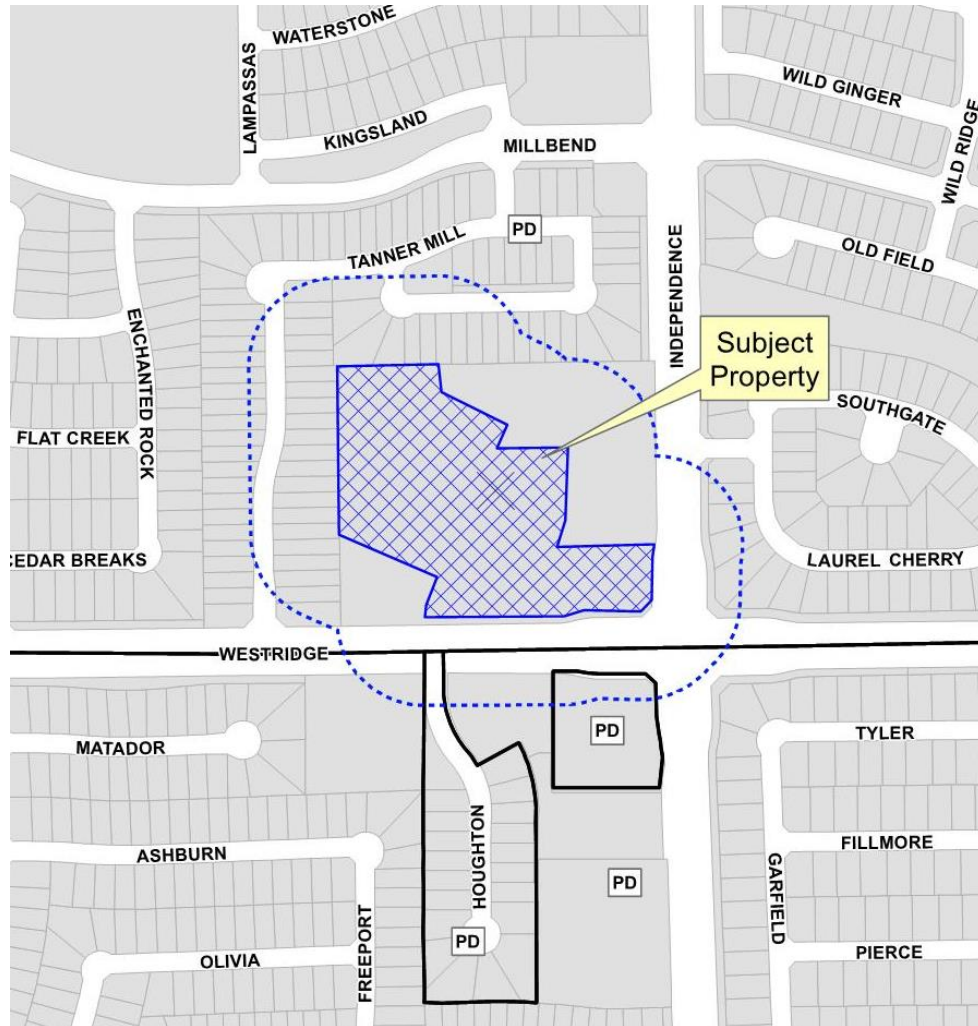 WATERSTONE
LAMPASSAS
KINGSLAND
MILLBEND
WILD GINGER
WILD RIDGE
TANNER MILL
PD
OLD FIELD
INDEPENDENCE
ENCHANTED ROCK
Subject
Property
SOUTHGATE
FLAT CREEK
CEDAR BREAKS
LAUREL CHERRY
WESTRIDGE
MATADOR
PD
TYLER
HOUGHTON
ASHBURN
FILLMORE
GARFIELD
PD
FREEPORT
PD
OLIVIA
PIERCE